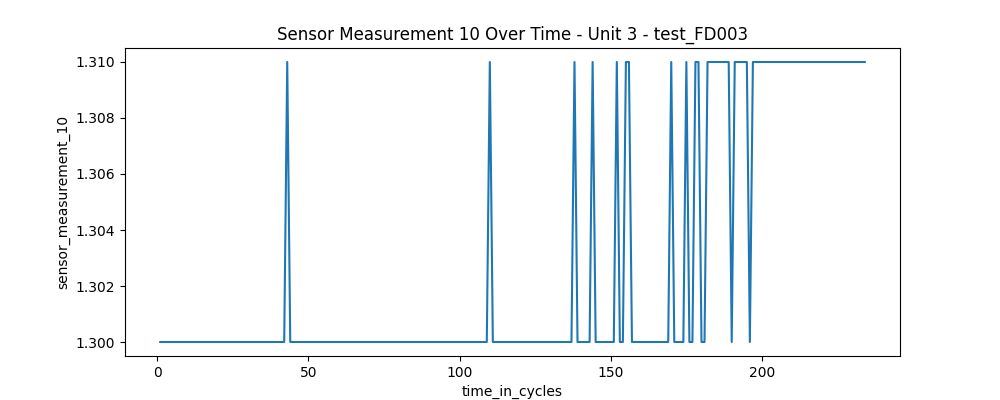 Sensor Measurement 10 Over Time - Unit 3 - test_FD003
1.310
1.308
1.306
1.304
1.302
1.300
sensor_measurement_10
0 50 100 150 200
time_in_cycles